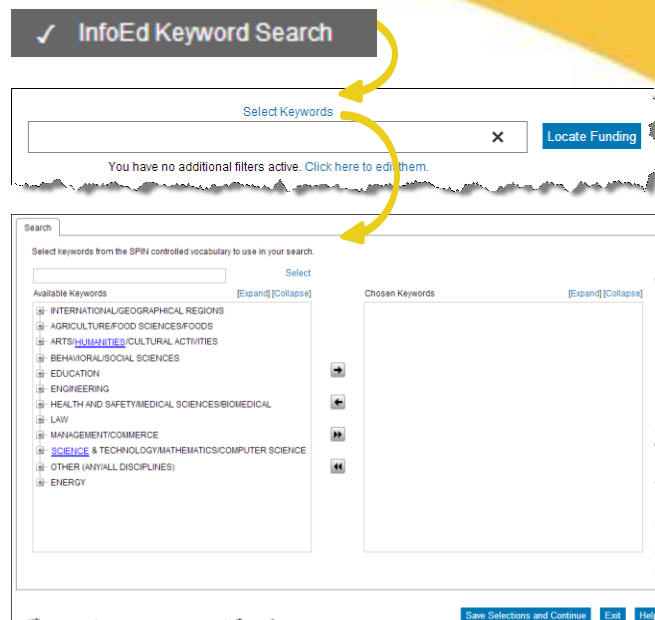 ✓ InfoEd Keyword Search
Select Keywords
× Locate Funding
You have no additional filters active. Click here to edit them.
Search
Select keywords from the SPIN controlled vocabulary to use in your search.
Select
Available Keywords [Expand] [Collapse] Chosen Keywords [Expand] [Collapse]
INTERNATIONAL/GEOGRAPHICAL REGIONS
AGRICULTURE/FOOD SCIENCES/FOODS
ARTS/HUMANITIES/CULTURAL ACTIVITIES
BEHAVIORAL/SOCIAL SCIENCES
EDUCATION
ENGINEERING
HEALTH AND SAFETY/MEDICAL SCIENCES/BIOMEDICAL
LAW
MANAGEMENT/COMMERCE
SCIENCE & TECHNOLOGY/MATHEMATICS/COMPUTER SCIENCE
OTHER (ANY/ALL DISCIPLINES)
ENERGY
Save Selections and Continue Exit Help